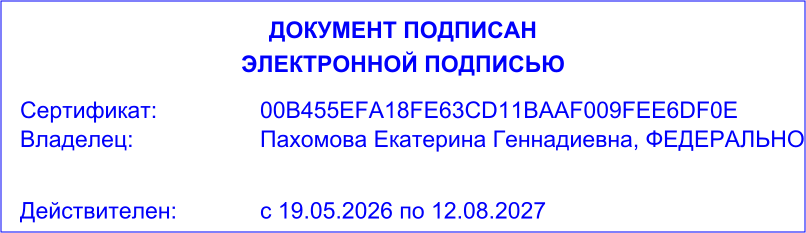 ДОКУМЕНТ ПОДПИСАН
ЭЛЕКТРОННОЙ ПОДПИСЬЮ
Сертификат: 00B455EFA18FE63CD11BAAF009FEE6DF0E
Владелец: Пахомова Екатерина Геннадиевна, ФЕДЕРАЛЬНО
Действителен: с 19.05.2026 по 12.08.2027